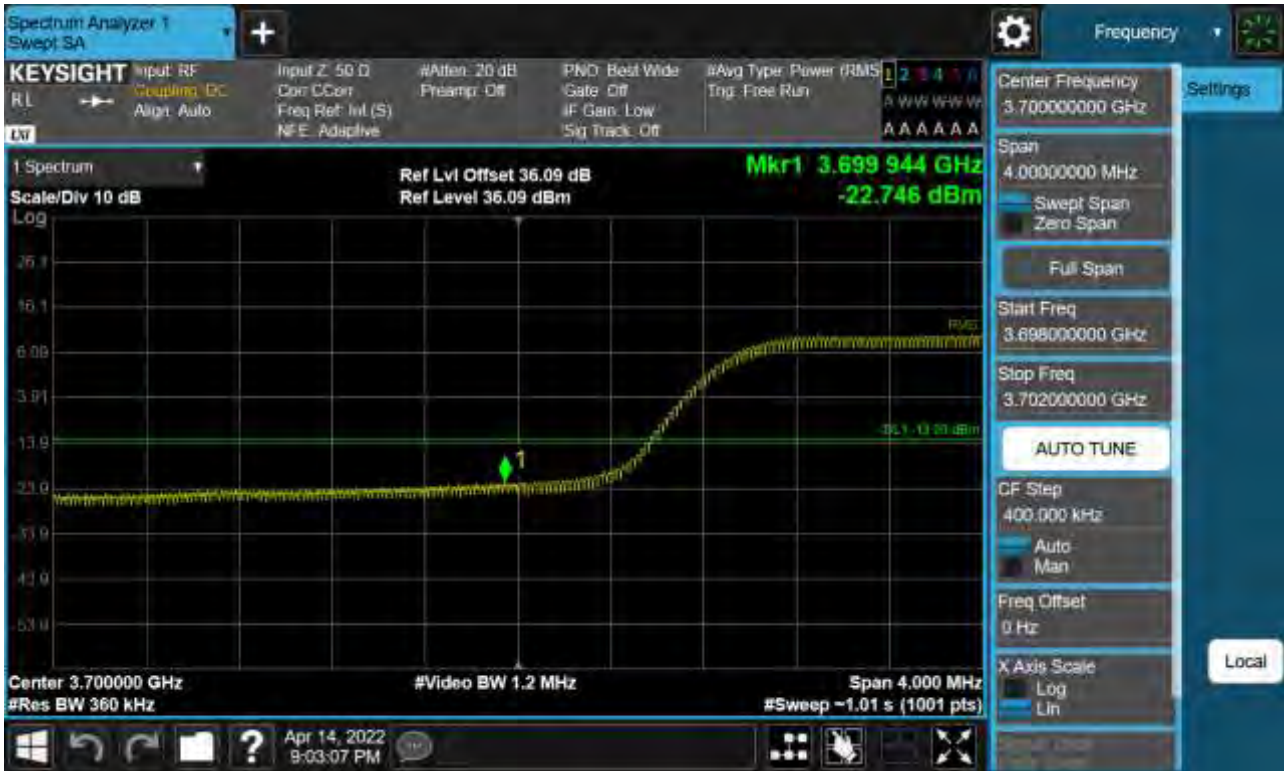 Spectrum Analyzer 1
Swept SA
+
Frequency
KEYSIGHT
RL
LXI
Input: RF
Coupling: DC
Align: Auto
Input Z: 50 Ω
Corr CCorr
Freq Ref: Int (S)
NFE: Adaptive
#Atten: 20 dB
Preamp: Off
PNO: Best Wide
Gate: Off
IF Gain: Low
Sig Track: Off
#Avg Type: Power (RMS
Trig: Free Run
1 2 3 4 5 6
A W W W W W
A A A A A A
1 Spectrum
Scale/Div 10 dB
Log
Ref Lvl Offset 36.09 dB
Ref Level 36.09 dBm
Mkr1 3.699 944 GHz
-22.746 dBm
26.1
16.1
6.09
-3.91
-13.9
-23.9
-33.9
-43.9
-53.9
RMS
DL1 -13.00 dBm
1
Center 3.700000 GHz
#Res BW 360 kHz
#Video BW 1.2 MHz
Span 4.000 MHz
#Sweep ~1.01 s (1001 pts)
Center Frequency
3.700000000 GHz
Settings
Span
4.00000000 MHz
Swept Span
Zero Span
Full Span
Start Freq
3.698000000 GHz
Stop Freq
3.702000000 GHz
AUTO TUNE
CF Step
400.000 kHz
Auto
Man
Freq Offset
0 Hz
X Axis Scale
Log
Lin
Local
?
Apr 14, 2022
9:03:07 PM